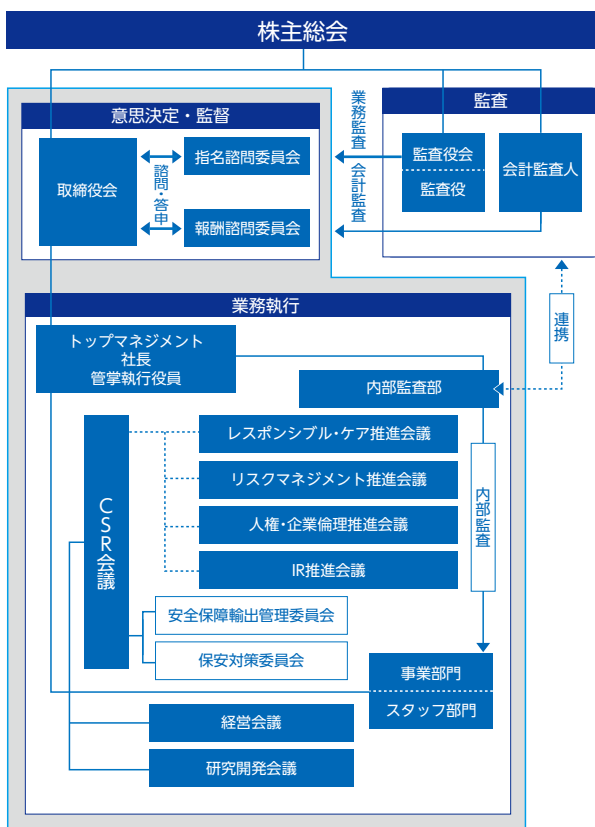 株主総会
意思決定・監督
取締役会
諮問・答申
指名諮問委員会
報酬諮問委員会
業務監査
会計監査
監査
監査役会
監査役
会計監査人
連携
業務執行
トップマネジメント
社長
管掌執行役員
内部監査部
CSR会議
レスポンシブル・ケア推進会議
リスクマネジメント推進会議
人権・企業倫理推進会議
IR推進会議
内部監査
安全保障輸出管理委員会
保安対策委員会
事業部門
スタッフ部門
経営会議
研究開発会議